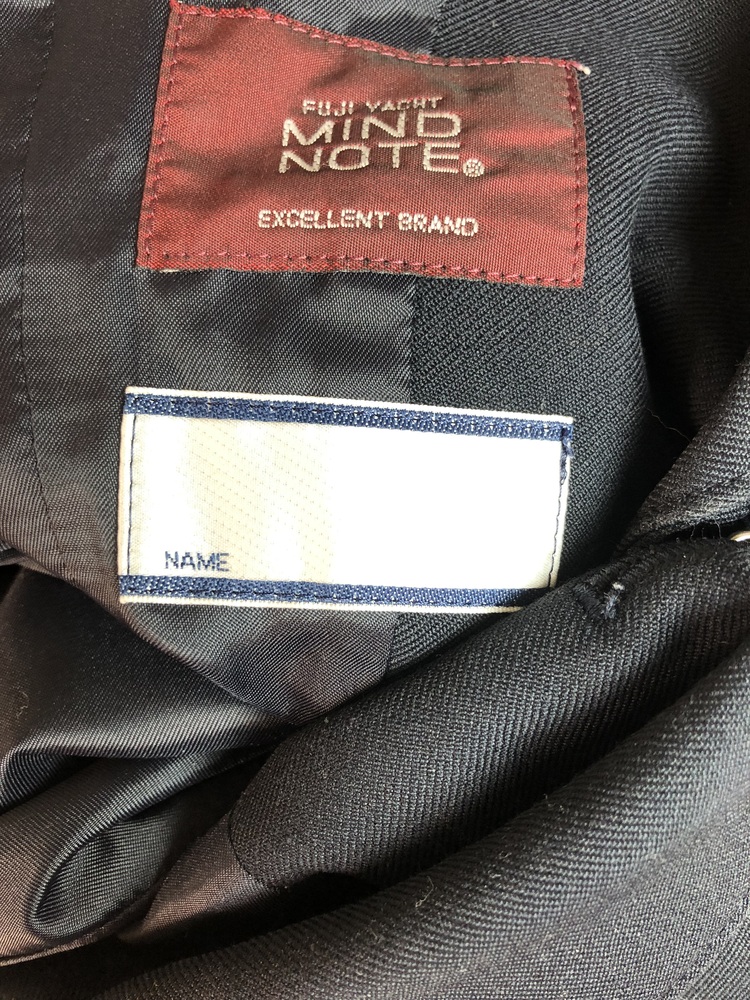 FUJI YACHT
MIND
NOTE®
EXCELLENT BRAND
NAME